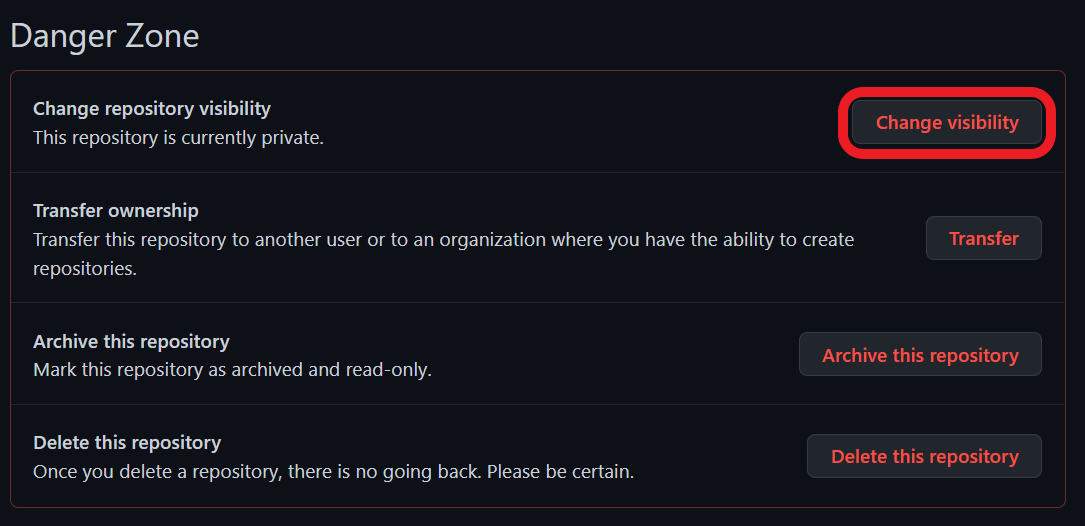 Danger Zone
Change repository visibility
This repository is currently private.
Change visibility
Transfer ownership
Transfer this repository to another user or to an organization where you have the ability to create
repositories.
Transfer
Archive this repository
Mark this repository as archived and read-only.
Archive this repository
Delete this repository
Once you delete a repository, there is no going back. Please be certain.
Delete this repository